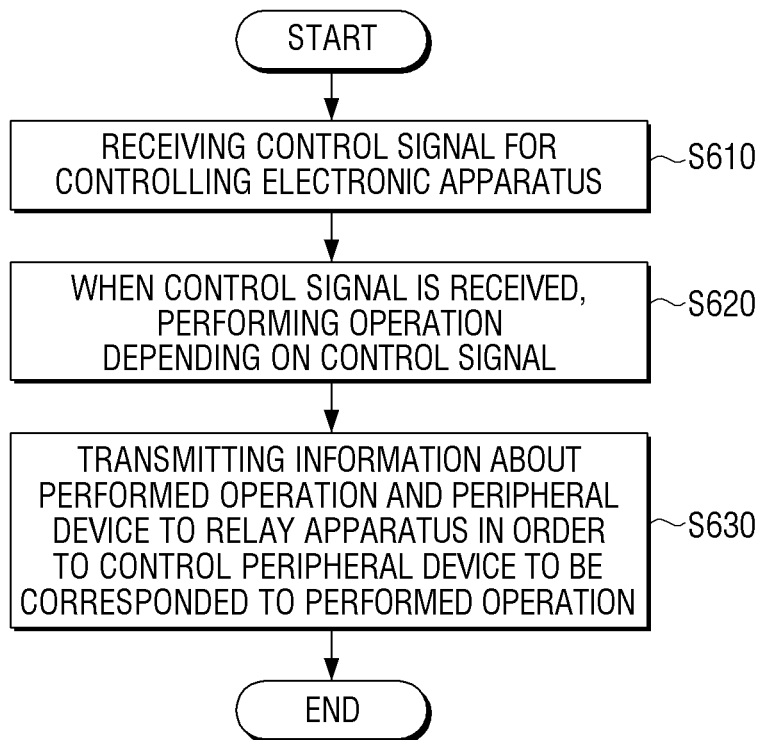 START
RECEIVING CONTROL SIGNAL FOR
CONTROLLING ELECTRONIC APPARATUS
S610
WHEN CONTROL SIGNAL IS RECEIVED,
PERFORMING OPERATION
DEPENDING ON CONTROL SIGNAL
S620
TRANSMITTING INFORMATION ABOUT
PERFORMED OPERATION AND PERIPHERAL
DEVICE TO RELAY APPARATUS IN ORDER
TO CONTROL PERIPHERAL DEVICE TO BE
CORRESPONDED TO PERFORMED OPERATION
S630
END